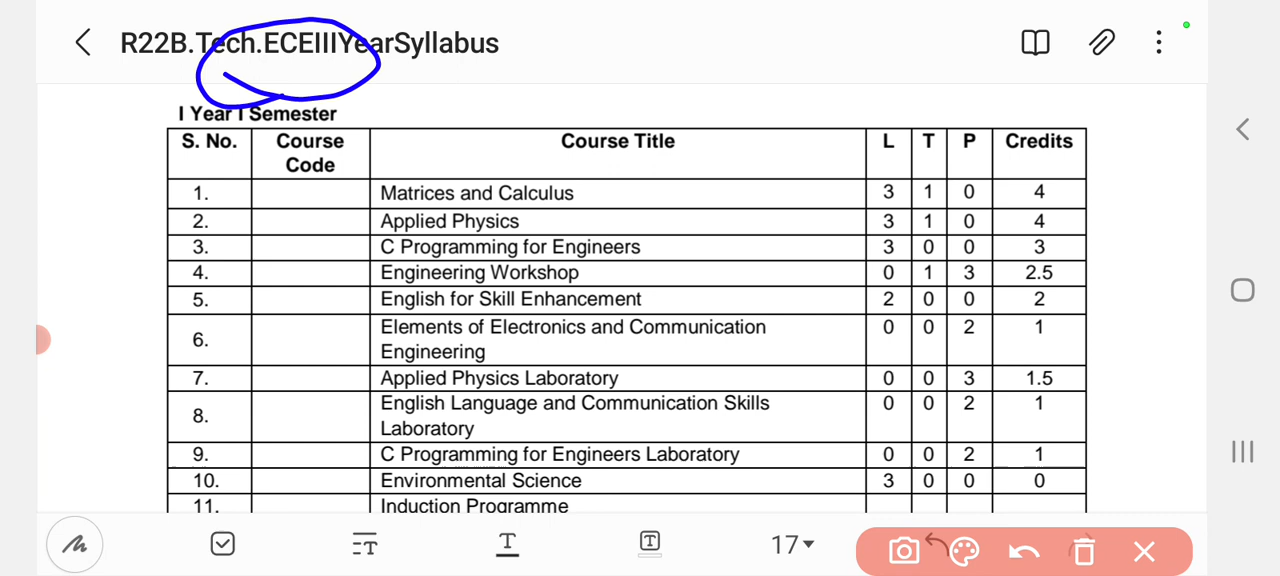 R22B.Tech.ECEIIIYearSyllabus
I Year I Semester
S. No. Course Code Course Title L T P Credits
1. Matrices and Calculus 3 1 0 4
2. Applied Physics 3 1 0 4
3. C Programming for Engineers 3 0 0 3
4. Engineering Workshop 0 1 3 2.5
5. English for Skill Enhancement 2 0 0 2
6. Elements of Electronics and Communication Engineering 0 0 2 1
7. Applied Physics Laboratory 0 0 3 1.5
8. English Language and Communication Skills Laboratory 0 0 2 1
9. C Programming for Engineers Laboratory 0 0 2 1
10. Environmental Science 3 0 0 0
11. Induction Programme
17